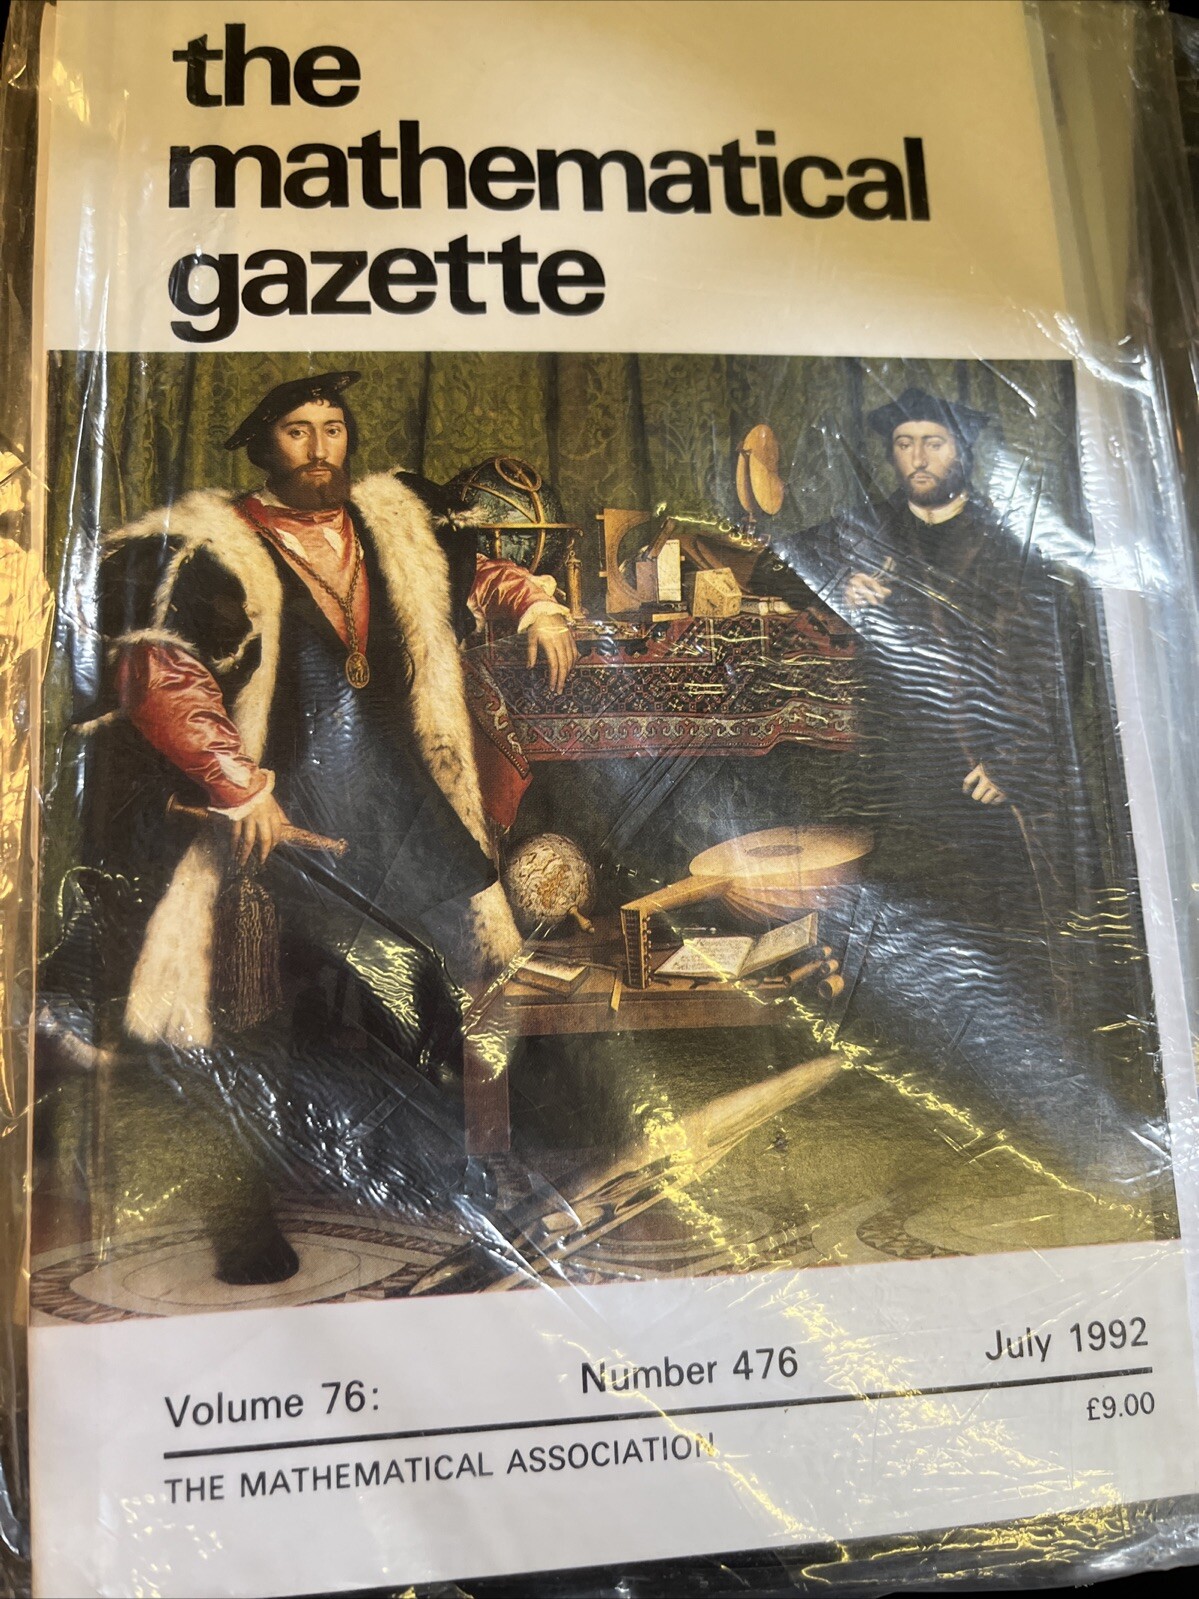 the
mathematical
gazette
Volume 76: Number 476 July 1992
£9.00
THE MATHEMATICAL ASSOCIATION